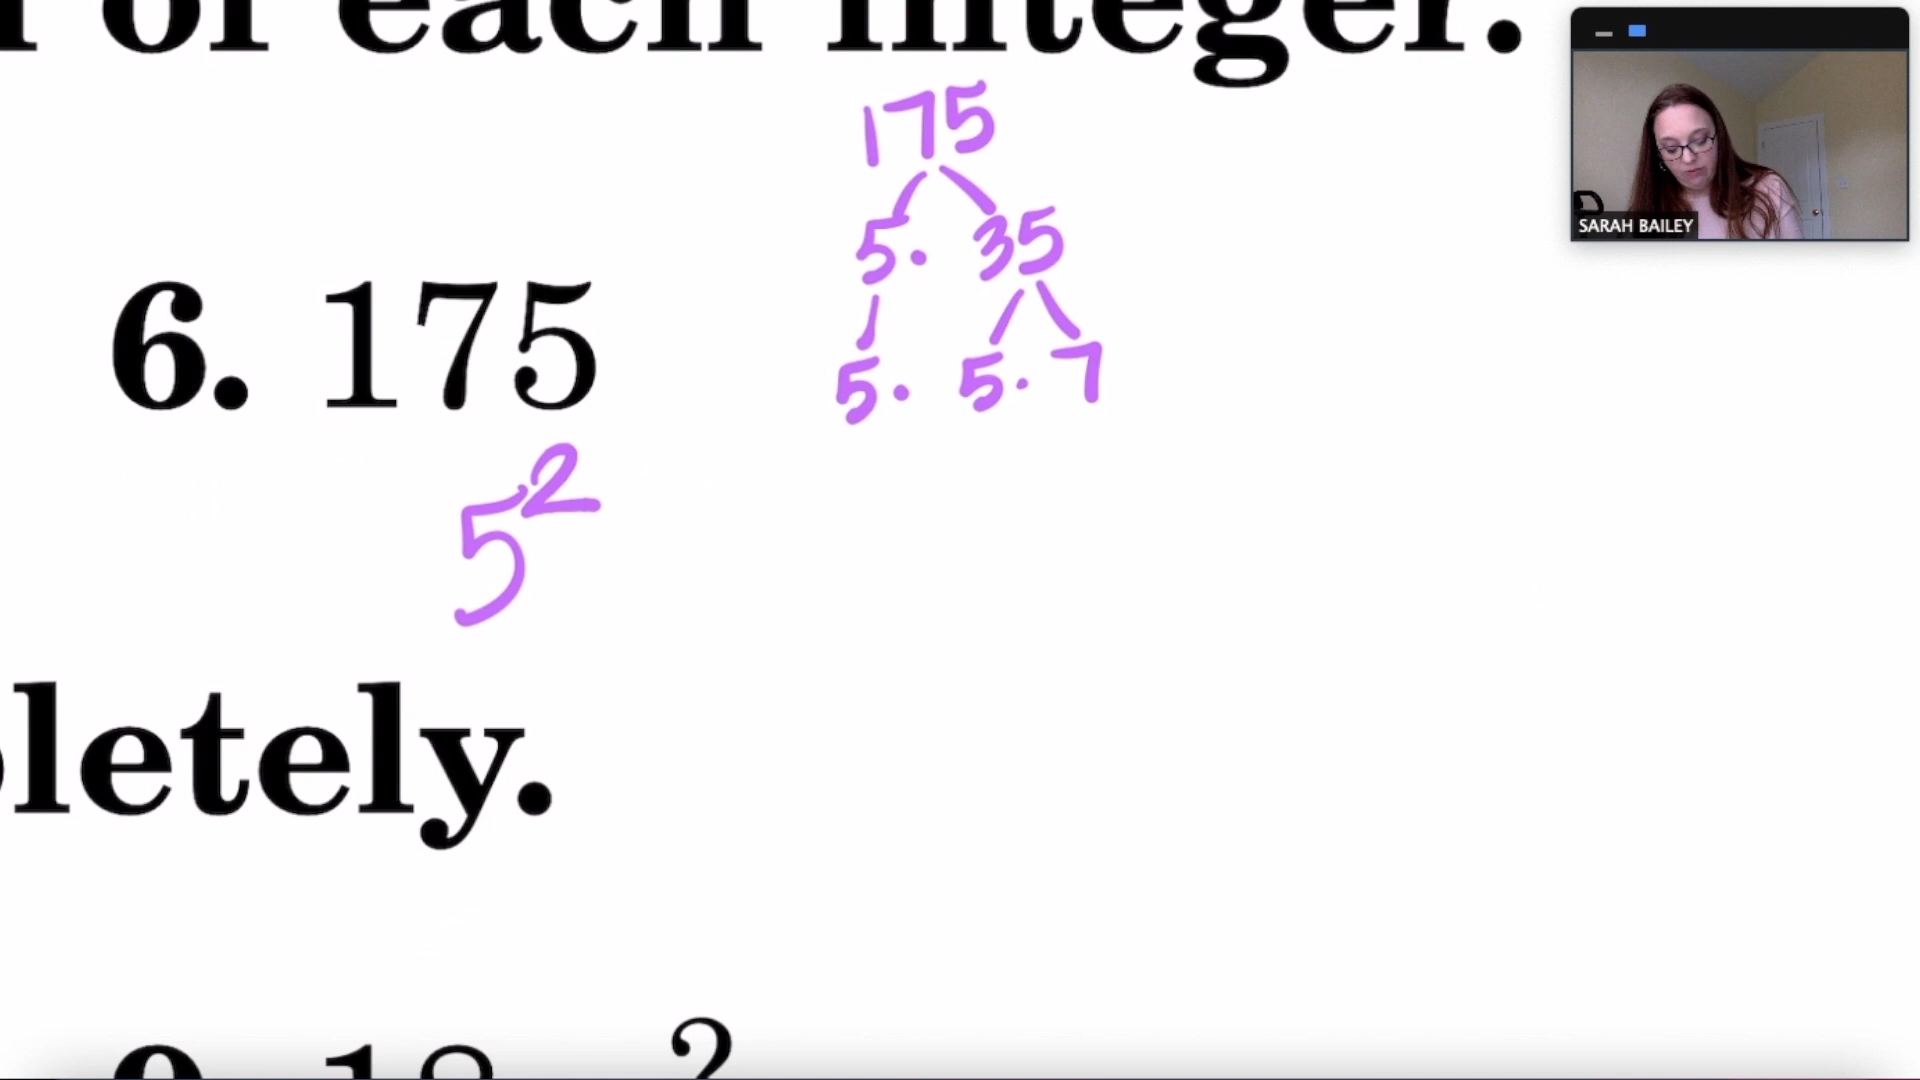 of each integer.
175
SARAH BAILEY
5 . 35
6. 175
5 . 5 . 7
5²
letely.